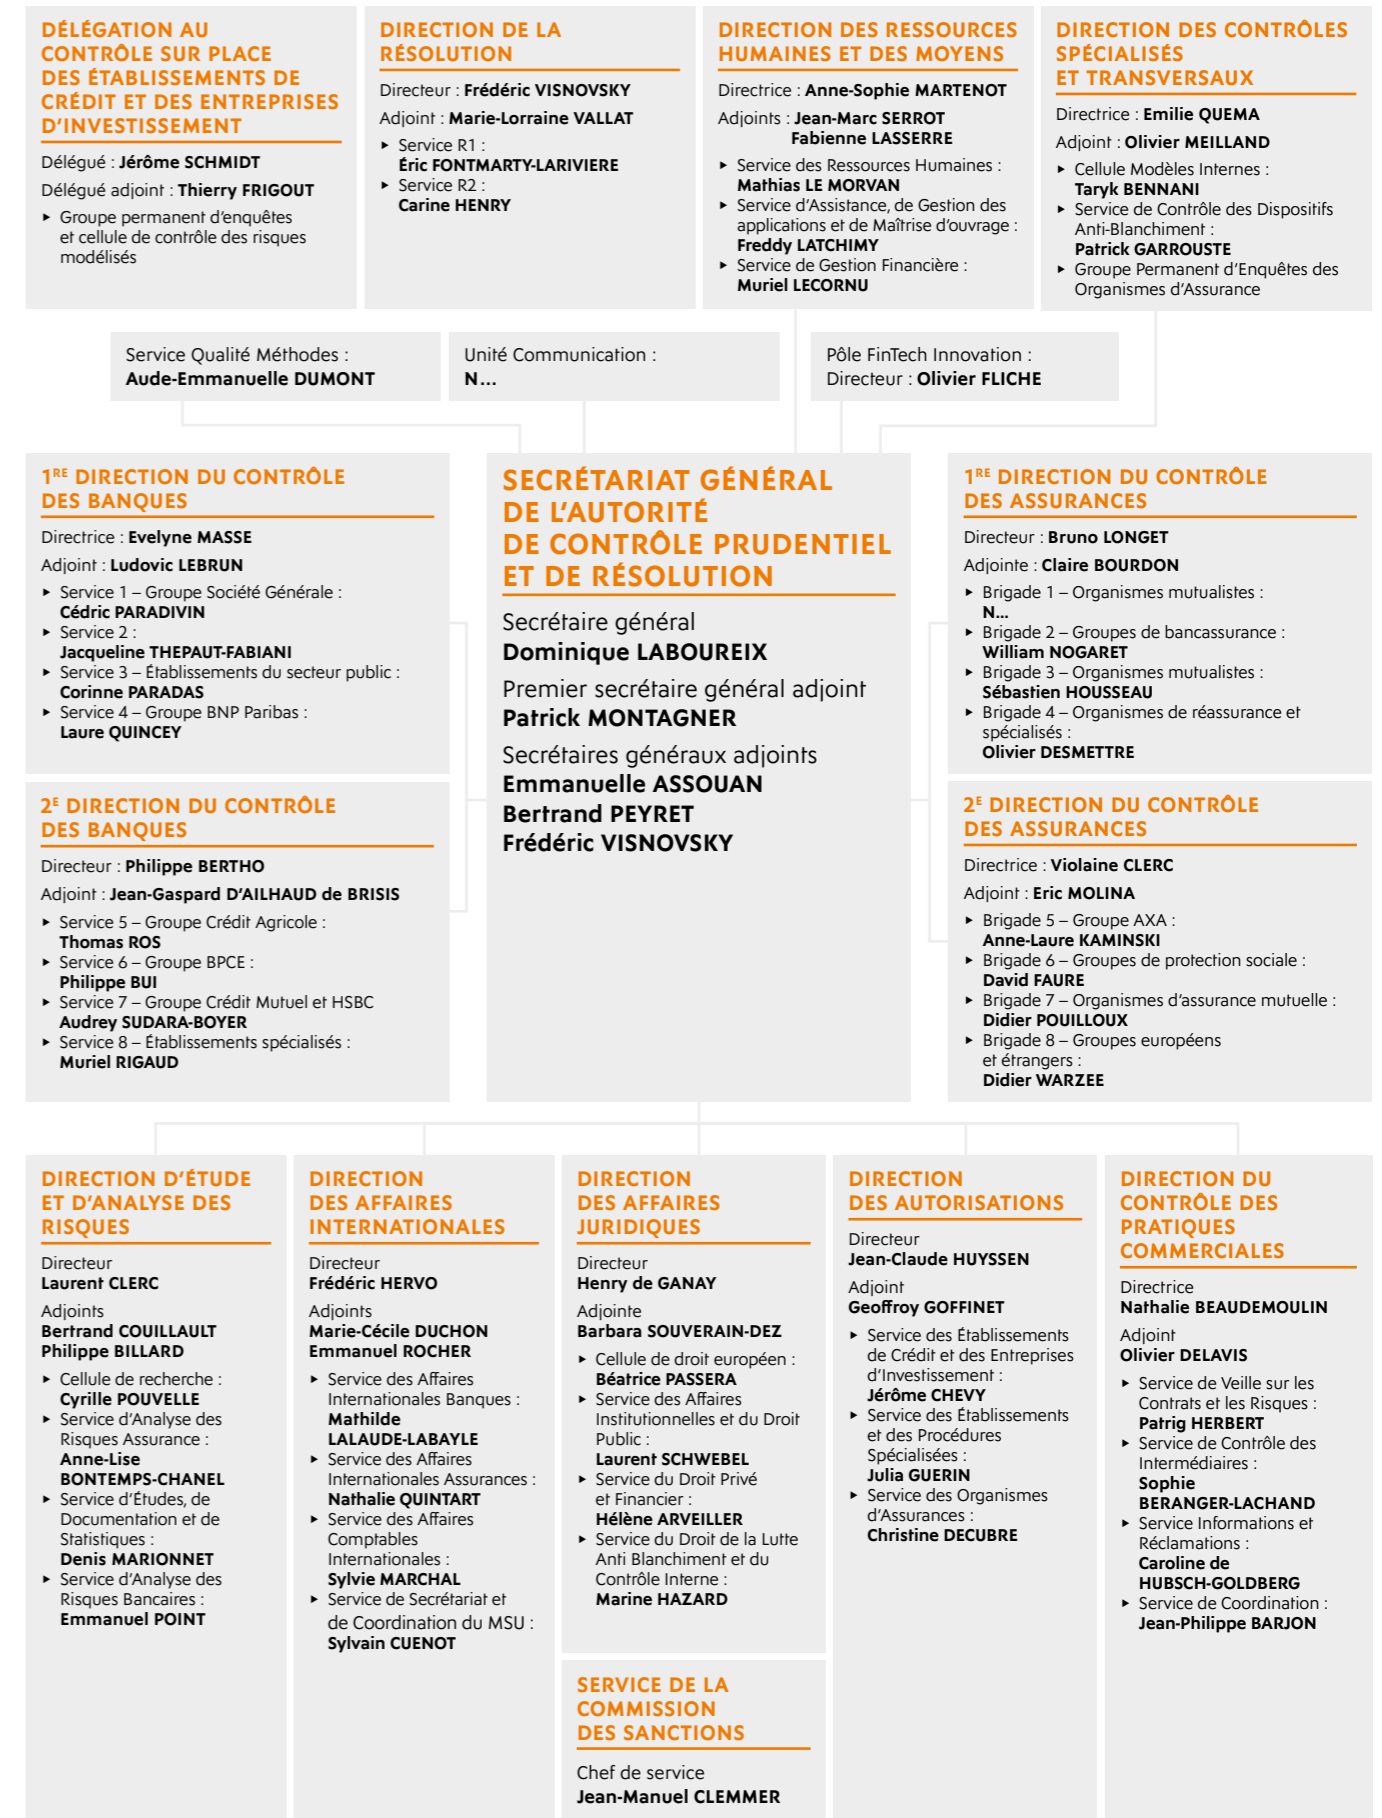 DÉLÉGATION AU
CONTRÔLE SUR PLACE
DES ÉTABLISSEMENTS DE
CRÉDIT ET DES ENTREPRISES
D'INVESTISSEMENT
Délégué : Jérôme SCHMIDT
Délégué adjoint : Thierry FRIGOUT
▸ Groupe permanent d'enquêtes
et cellule de contrôle des risques
modélisés
DIRECTION DE LA
RÉSOLUTION
Directeur : Frédéric VISNOVSKY
Adjoint : Marie-Lorraine VALLAT
▸ Service R1 :
Éric FONTMARTY-LARIVIERE
▸ Service R2 :
Carine HENRY
DIRECTION DES RESSOURCES
HUMAINES ET DES MOYENS
Directrice : Anne-Sophie MARTENOT
Adjoints : Jean-Marc SERROT
Fabienne LASSERRE
▸ Service des Ressources Humaines :
Mathias LE MORVAN
▸ Service d'Assistance, de Gestion des
applications et de Maîtrise d'ouvrage :
Freddy LATCHIMY
▸ Service de Gestion Financière :
Muriel LECORNU
DIRECTION DES CONTRÔLES
SPÉCIALISÉS
ET TRANSVERSAUX
Directrice : Emilie QUEMA
Adjoint : Olivier MEILLAND
▸ Cellule Modèles Internes :
Taryk BENNANI
▸ Service de Contrôle des Dispositifs
Anti-Blanchiment :
Patrick GARROUSTE
▸ Groupe Permanent d'Enquêtes des
Organismes d'Assurance
Service Qualité Méthodes :
Aude-Emmanuelle DUMONT
Unité Communication :
N...
Pôle FinTech Innovation :
Directeur : Olivier FLICHE
1RE DIRECTION DU CONTRÔLE
DES BANQUES
Directrice : Evelyne MASSE
Adjoint : Ludovic LEBRUN
▸ Service 1 – Groupe Société Générale :
Cédric PARADIVIN
▸ Service 2 :
Jacqueline THEPAUT-FABIANI
▸ Service 3 – Établissements du secteur public :
Corinne PARADAS
▸ Service 4 – Groupe BNP Paribas :
Laure QUINCEY
2E DIRECTION DU CONTRÔLE
DES BANQUES
Directeur : Philippe BERTHO
Adjoint : Jean-Gaspard D'AILHAUD de BRISIS
▸ Service 5 – Groupe Crédit Agricole :
Thomas ROS
▸ Service 6 – Groupe BPCE :
Philippe BUI
▸ Service 7 – Groupe Crédit Mutuel et HSBC
Audrey SUDARA-BOYER
▸ Service 8 – Établissements spécialisés :
Muriel RIGAUD
SECRÉTARIAT GÉNÉRAL
DE L'AUTORITÉ
DE CONTRÔLE PRUDENTIEL
ET DE RÉSOLUTION
Secrétaire général
Dominique LABOUREIX
Premier secrétaire général adjoint
Patrick MONTAGNER
Secrétaires généraux adjoints
Emmanuelle ASSOUAN
Bertrand PEYRET
Frédéric VISNOVSKY
1RE DIRECTION DU CONTRÔLE
DES ASSURANCES
Directeur : Bruno LONGET
Adjointe : Claire BOURDON
▸ Brigade 1 – Organismes mutualistes :
N...
▸ Brigade 2 – Groupes de bancassurance :
William NOGARET
▸ Brigade 3 – Organismes mutualistes :
Sébastien HOUSSEAU
▸ Brigade 4 – Organismes de réassurance et
spécialisés :
Olivier DESMETTRE
2E DIRECTION DU CONTRÔLE
DES ASSURANCES
Directrice : Violaine CLERC
Adjoint : Eric MOLINA
▸ Brigade 5 – Groupe AXA :
Anne-Laure KAMINSKI
▸ Brigade 6 – Groupes de protection sociale :
David FAURE
▸ Brigade 7 – Organismes d'assurance mutuelle :
Didier POUILLOUX
▸ Brigade 8 – Groupes européens
et étrangers :
Didier WARZEE
DIRECTION D'ÉTUDE
ET D'ANALYSE DES
RISQUES
Directeur
Laurent CLERC
Adjoints
Bertrand COUILLAULT
Philippe BILLARD
▸ Cellule de recherche :
Cyrille POUVELLE
▸ Service d'Analyse des
Risques Assurance :
Anne-Lise
BONTEMPS-CHANEL
▸ Service d'Études, de
Documentation et de
Statistiques :
Denis MARIONNET
▸ Service d'Analyse des
Risques Bancaires :
Emmanuel POINT
DIRECTION
DES AFFAIRES
INTERNATIONALES
Directeur
Frédéric HERVO
Adjoints
Marie-Cécile DUCHON
Emmanuel ROCHER
▸ Service des Affaires
Internationales Banques :
Mathilde
LALAUDE-LABAYLE
▸ Service des Affaires
Internationales Assurances :
Nathalie QUINTART
▸ Service des Affaires
Comptables
Internationales :
Sylvie MARCHAL
▸ Service de Secrétariat et
de Coordination du MSU :
Sylvain CUENOT
DIRECTION
DES AFFAIRES
JURIDIQUES
Directeur
Henry de GANAY
Adjointe
Barbara SOUVERAIN-DEZ
▸ Cellule de droit européen :
Béatrice PASSERA
▸ Service des Affaires
Institutionnelles et du Droit
Public :
Laurent SCHWEBEL
▸ Service du Droit Privé
et Financier :
Hélène ARVEILLER
▸ Service du Droit de la Lutte
Anti Blanchiment et du
Contrôle Interne :
Marine HAZARD
SERVICE DE LA
COMMISSION
DES SANCTIONS
Chef de service
Jean-Manuel CLEMMER
DIRECTION
DES AUTORISATIONS
Directeur
Jean-Claude HUYSSEN
Adjoint
Geoffroy GOFFINET
▸ Service des Établissements
de Crédit et des Entreprises
d'Investissement :
Jérôme CHEVY
▸ Service des Établissements
et des Procédures
Spécialisées :
Julia GUERIN
▸ Service des Organismes
d'Assurances :
Christine DECUBRE
DIRECTION DU
CONTRÔLE DES
PRATIQUES
COMMERCIALES
Directrice
Nathalie BEAUDEMOULIN
Adjoint
Olivier DELAVIS
▸ Service de Veille sur les
Contrats et les Risques :
Patrig HERBERT
▸ Service de Contrôle des
Intermédiaires :
Sophie
BERANGER-LACHAND
▸ Service Informations et
Réclamations :
Caroline de
HUBSCH-GOLDBERG
▸ Service de Coordination :
Jean-Philippe BARJON